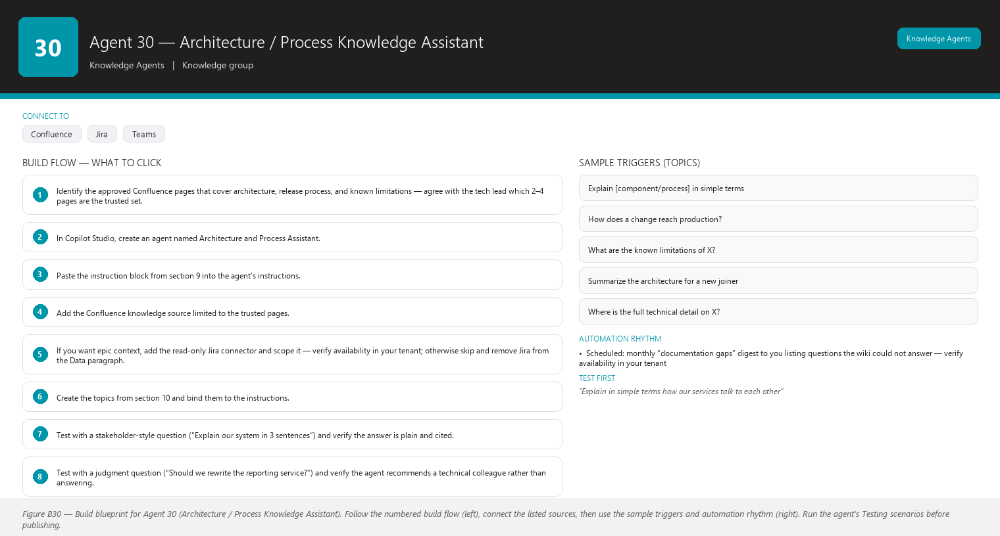 30
Agent 30 — Architecture / Process Knowledge Assistant
Knowledge Agents | Knowledge group
Knowledge Agents
CONNECT TO
Confluence
Jira
Teams
BUILD FLOW — WHAT TO CLICK
1
Identify the approved Confluence pages that cover architecture, release process, and known limitations — agree with the tech lead which 2–4
pages are the trusted set.
2
In Copilot Studio, create an agent named Architecture and Process Assistant.
3
Paste the instruction block from section 9 into the agent’s instructions.
4
Add the Confluence knowledge source limited to the trusted pages.
5
If you want epic context, add the read-only Jira connector and scope it — verify availability in your tenant; otherwise skip and remove Jira from
the Data paragraph.
6
Create the topics from section 10 and bind them to the instructions.
7
Test with a stakeholder-style question (“Explain our system in 3 sentences”) and verify the answer is plain and cited.
8
Test with a judgment question (“Should we rewrite the reporting service?”) and verify the agent recommends a technical colleague rather than
answering.
SAMPLE TRIGGERS (TOPICS)
Explain [component/process] in simple terms
How does a change reach production?
What are the known limitations of X?
Summarize the architecture for a new joiner
Where is the full technical detail on X?
AUTOMATION RHYTHM
• Scheduled: monthly “documentation gaps” digest to you listing questions the wiki could not answer — verify
availability in your tenant
TEST FIRST
“Explain in simple terms how our services talk to each other”
Figure B30 — Build blueprint for Agent 30 (Architecture / Process Knowledge Assistant). Follow the numbered build flow (left), connect the listed sources, then use the sample triggers and automation rhythm (right). Run the agent’s Testing scenarios before
publishing.